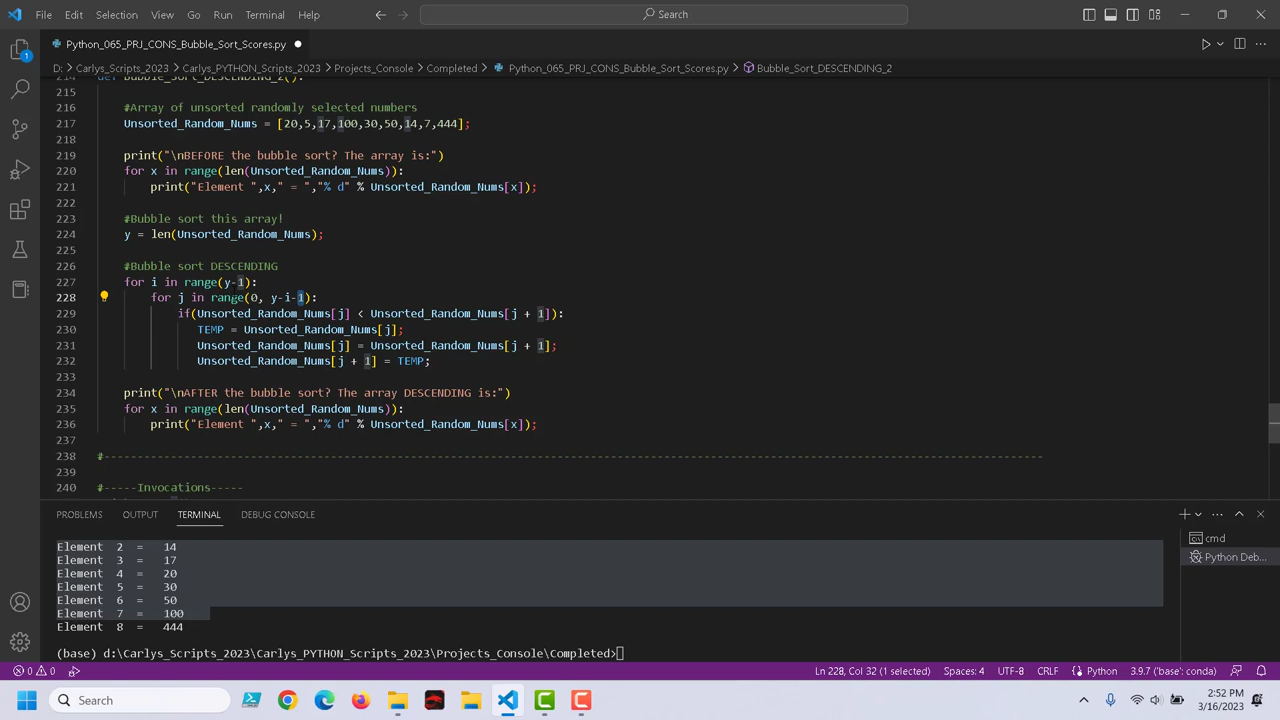 File Edit Selection View Go Run Terminal Help
Search
Python_065_PRJ_CONS_Bubble_Sort_Scores.py
D: > Carlys_Scripts_2023 > Carlys_PYTHON_Scripts_2023 > Projects_Console > Completed > Python_065_PRJ_CONS_Bubble_Sort_Scores.py > Bubble_Sort_DESCENDING_2
214 def Bubble_Sort_DESCENDING_2():
215
216 #Array of unsorted randomly selected numbers
217 Unsorted_Random_Nums = [20,5,17,100,30,50,14,7,444];
218
219 print("\nBEFORE the bubble sort? The array is:")
220 for x in range(len(Unsorted_Random_Nums)):
221 print("Element ",x," = ","% d" % Unsorted_Random_Nums[x]);
222
223 #Bubble sort this array!
224 y = len(Unsorted_Random_Nums);
225
226 #Bubble sort DESCENDING
227 for i in range(y-1):
228 for j in range(0, y-i-1):
229 if(Unsorted_Random_Nums[j] < Unsorted_Random_Nums[j + 1]):
230 TEMP = Unsorted_Random_Nums[j];
231 Unsorted_Random_Nums[j] = Unsorted_Random_Nums[j + 1];
232 Unsorted_Random_Nums[j + 1] = TEMP;
233
234 print("\nAFTER the bubble sort? The array DESCENDING is:")
235 for x in range(len(Unsorted_Random_Nums)):
236 print("Element ",x," = ","% d" % Unsorted_Random_Nums[x]);
237
238 #----------------------------------------------------------------------------------------------------------------------------------------------
239
240 #-----Invocations-----
PROBLEMS OUTPUT TERMINAL DEBUG CONSOLE
Element 2 = 14
Element 3 = 17
Element 4 = 20
Element 5 = 30
Element 6 = 50
Element 7 = 100
Element 8 = 444
(base) d:\Carlys_Scripts_2023\Carlys_PYTHON_Scripts_2023\Projects_Console\Completed>
cmd
Python Deb...
1
0 0 Ln 228, Col 32 (1 selected) Spaces: 4 UTF-8 CRLF Python 3.9.7 ('base': conda)
Search
2:52 PM
3/16/2023